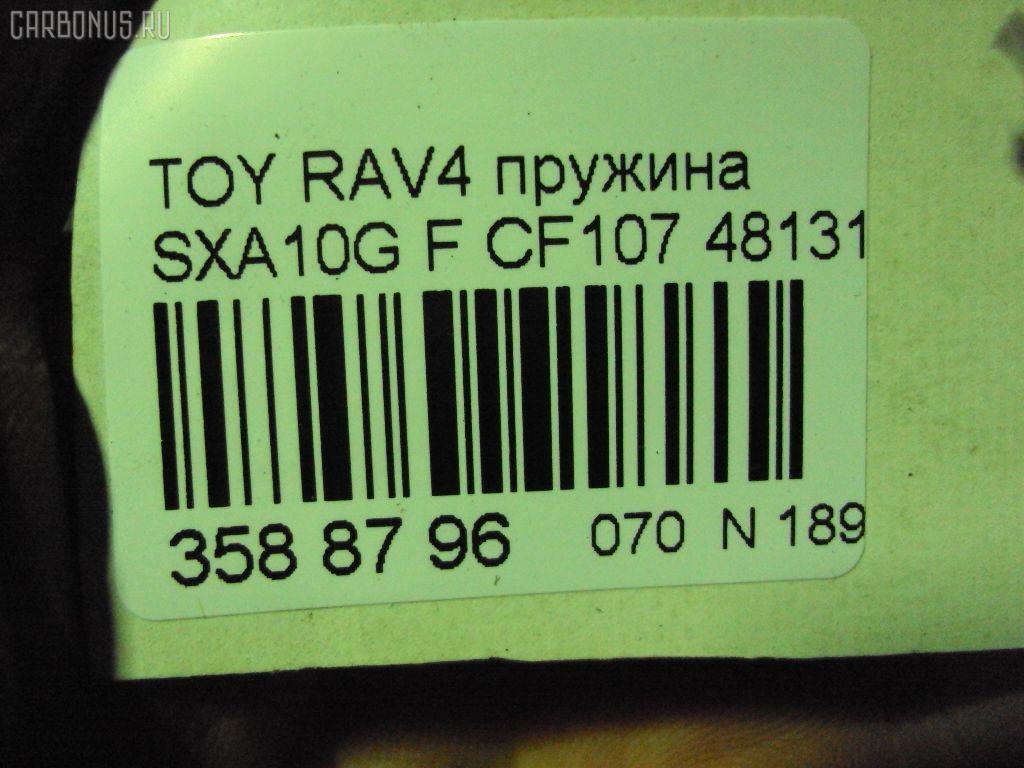 CARBONUS.RU
TOY RAV4 пружина
SXA10G F CF107 48131
358 87 96 070 N 189